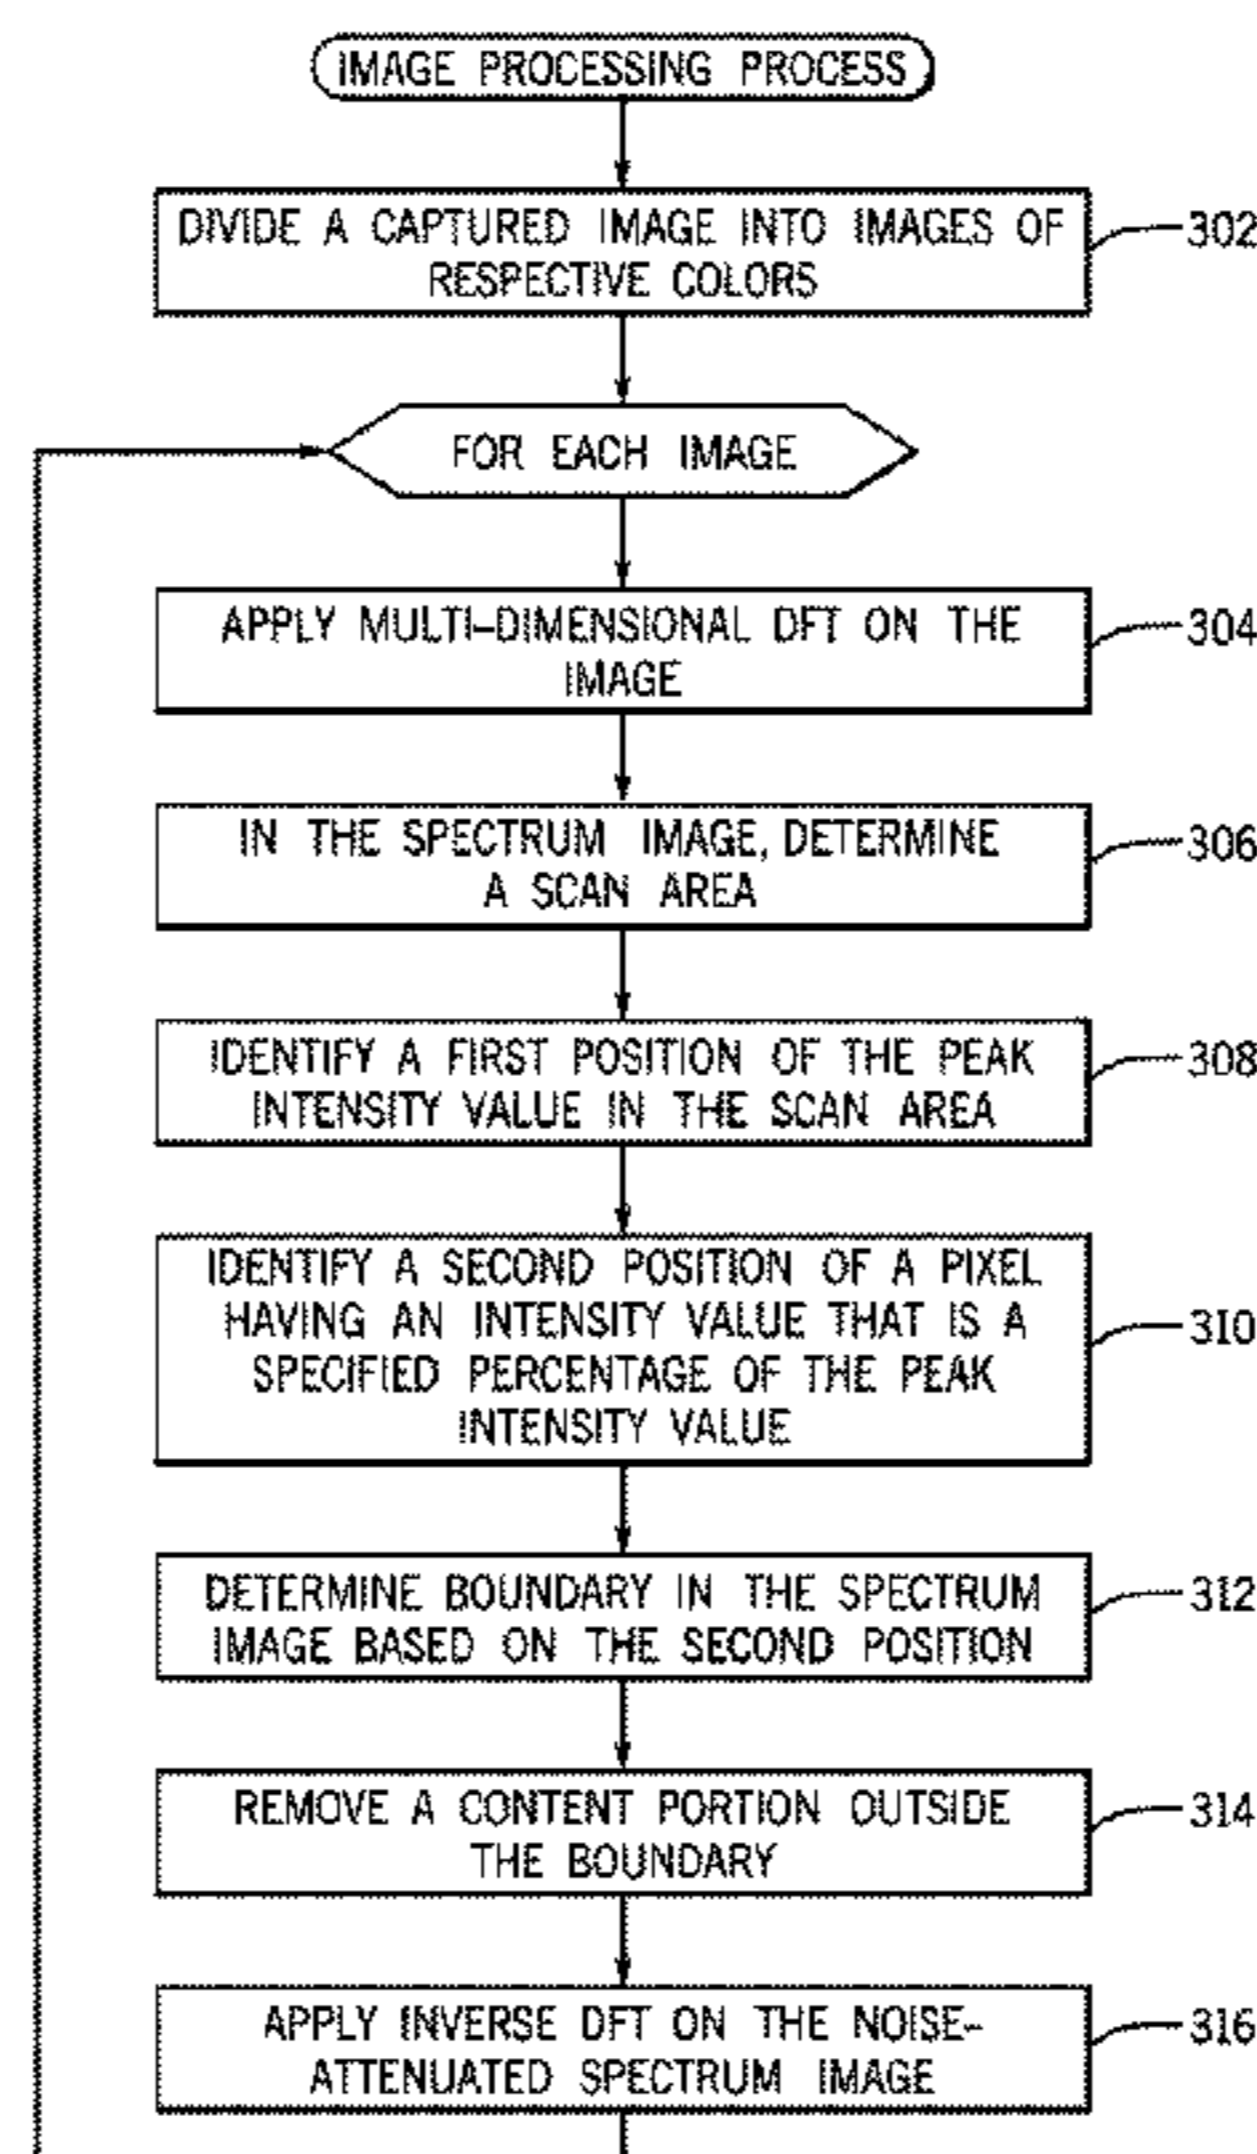 IMAGE PROCESSING PROCESS
DIVIDE A CAPTURED IMAGE INTO IMAGES OF
RESPECTIVE COLORS
302
FOR EACH IMAGE
APPLY MULTI-DIMENSIONAL DFT ON THE
IMAGE
304
IN THE SPECTRUM IMAGE, DETERMINE
A SCAN AREA
306
IDENTIFY A FIRST POSITION OF THE PEAK
INTENSITY VALUE IN THE SCAN AREA
308
IDENTIFY A SECOND POSITION OF A PIXEL
HAVING AN INTENSITY VALUE THAT IS A
SPECIFIED PERCENTAGE OF THE PEAK
INTENSITY VALUE
310
DETERMINE BOUNDARY IN THE SPECTRUM
IMAGE BASED ON THE SECOND POSITION
312
REMOVE A CONTENT PORTION OUTSIDE
THE BOUNDARY
314
APPLY INVERSE DFT ON THE NOISE-
ATTENUATED SPECTRUM IMAGE
316